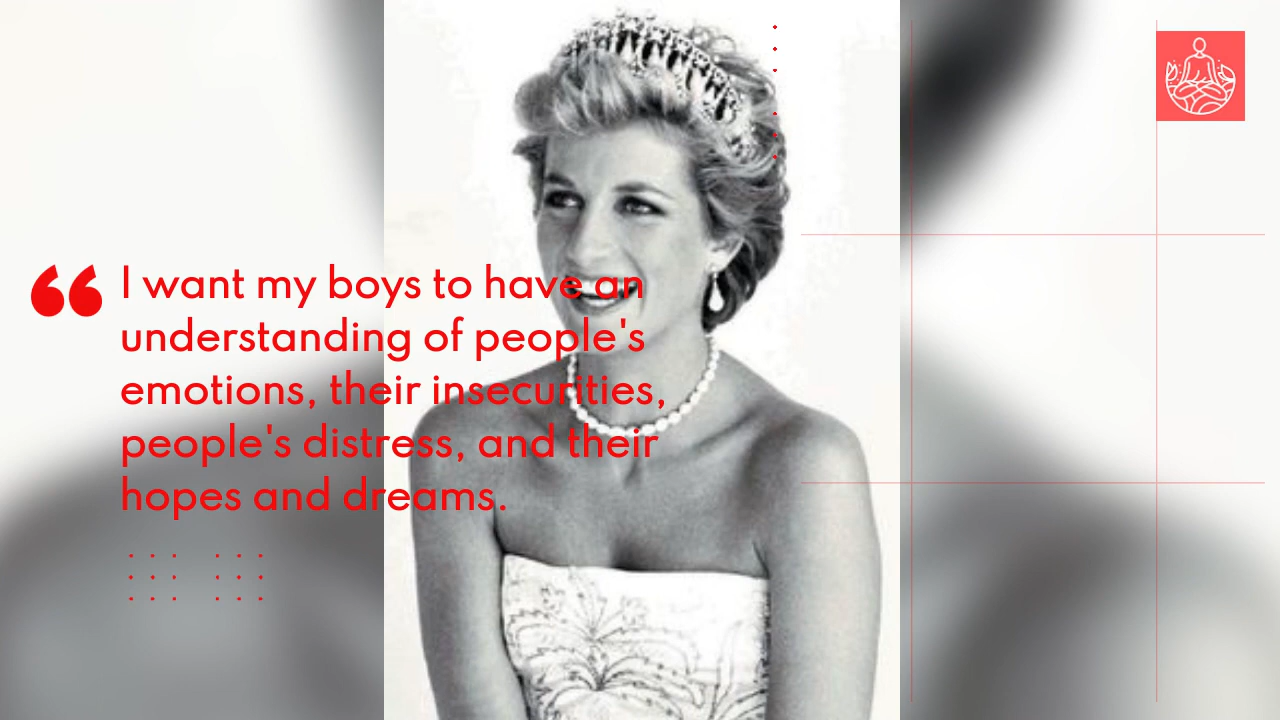 I want my boys to have an
understanding of people's
emotions, their insecurities,
people's distress, and their
hopes and dreams.